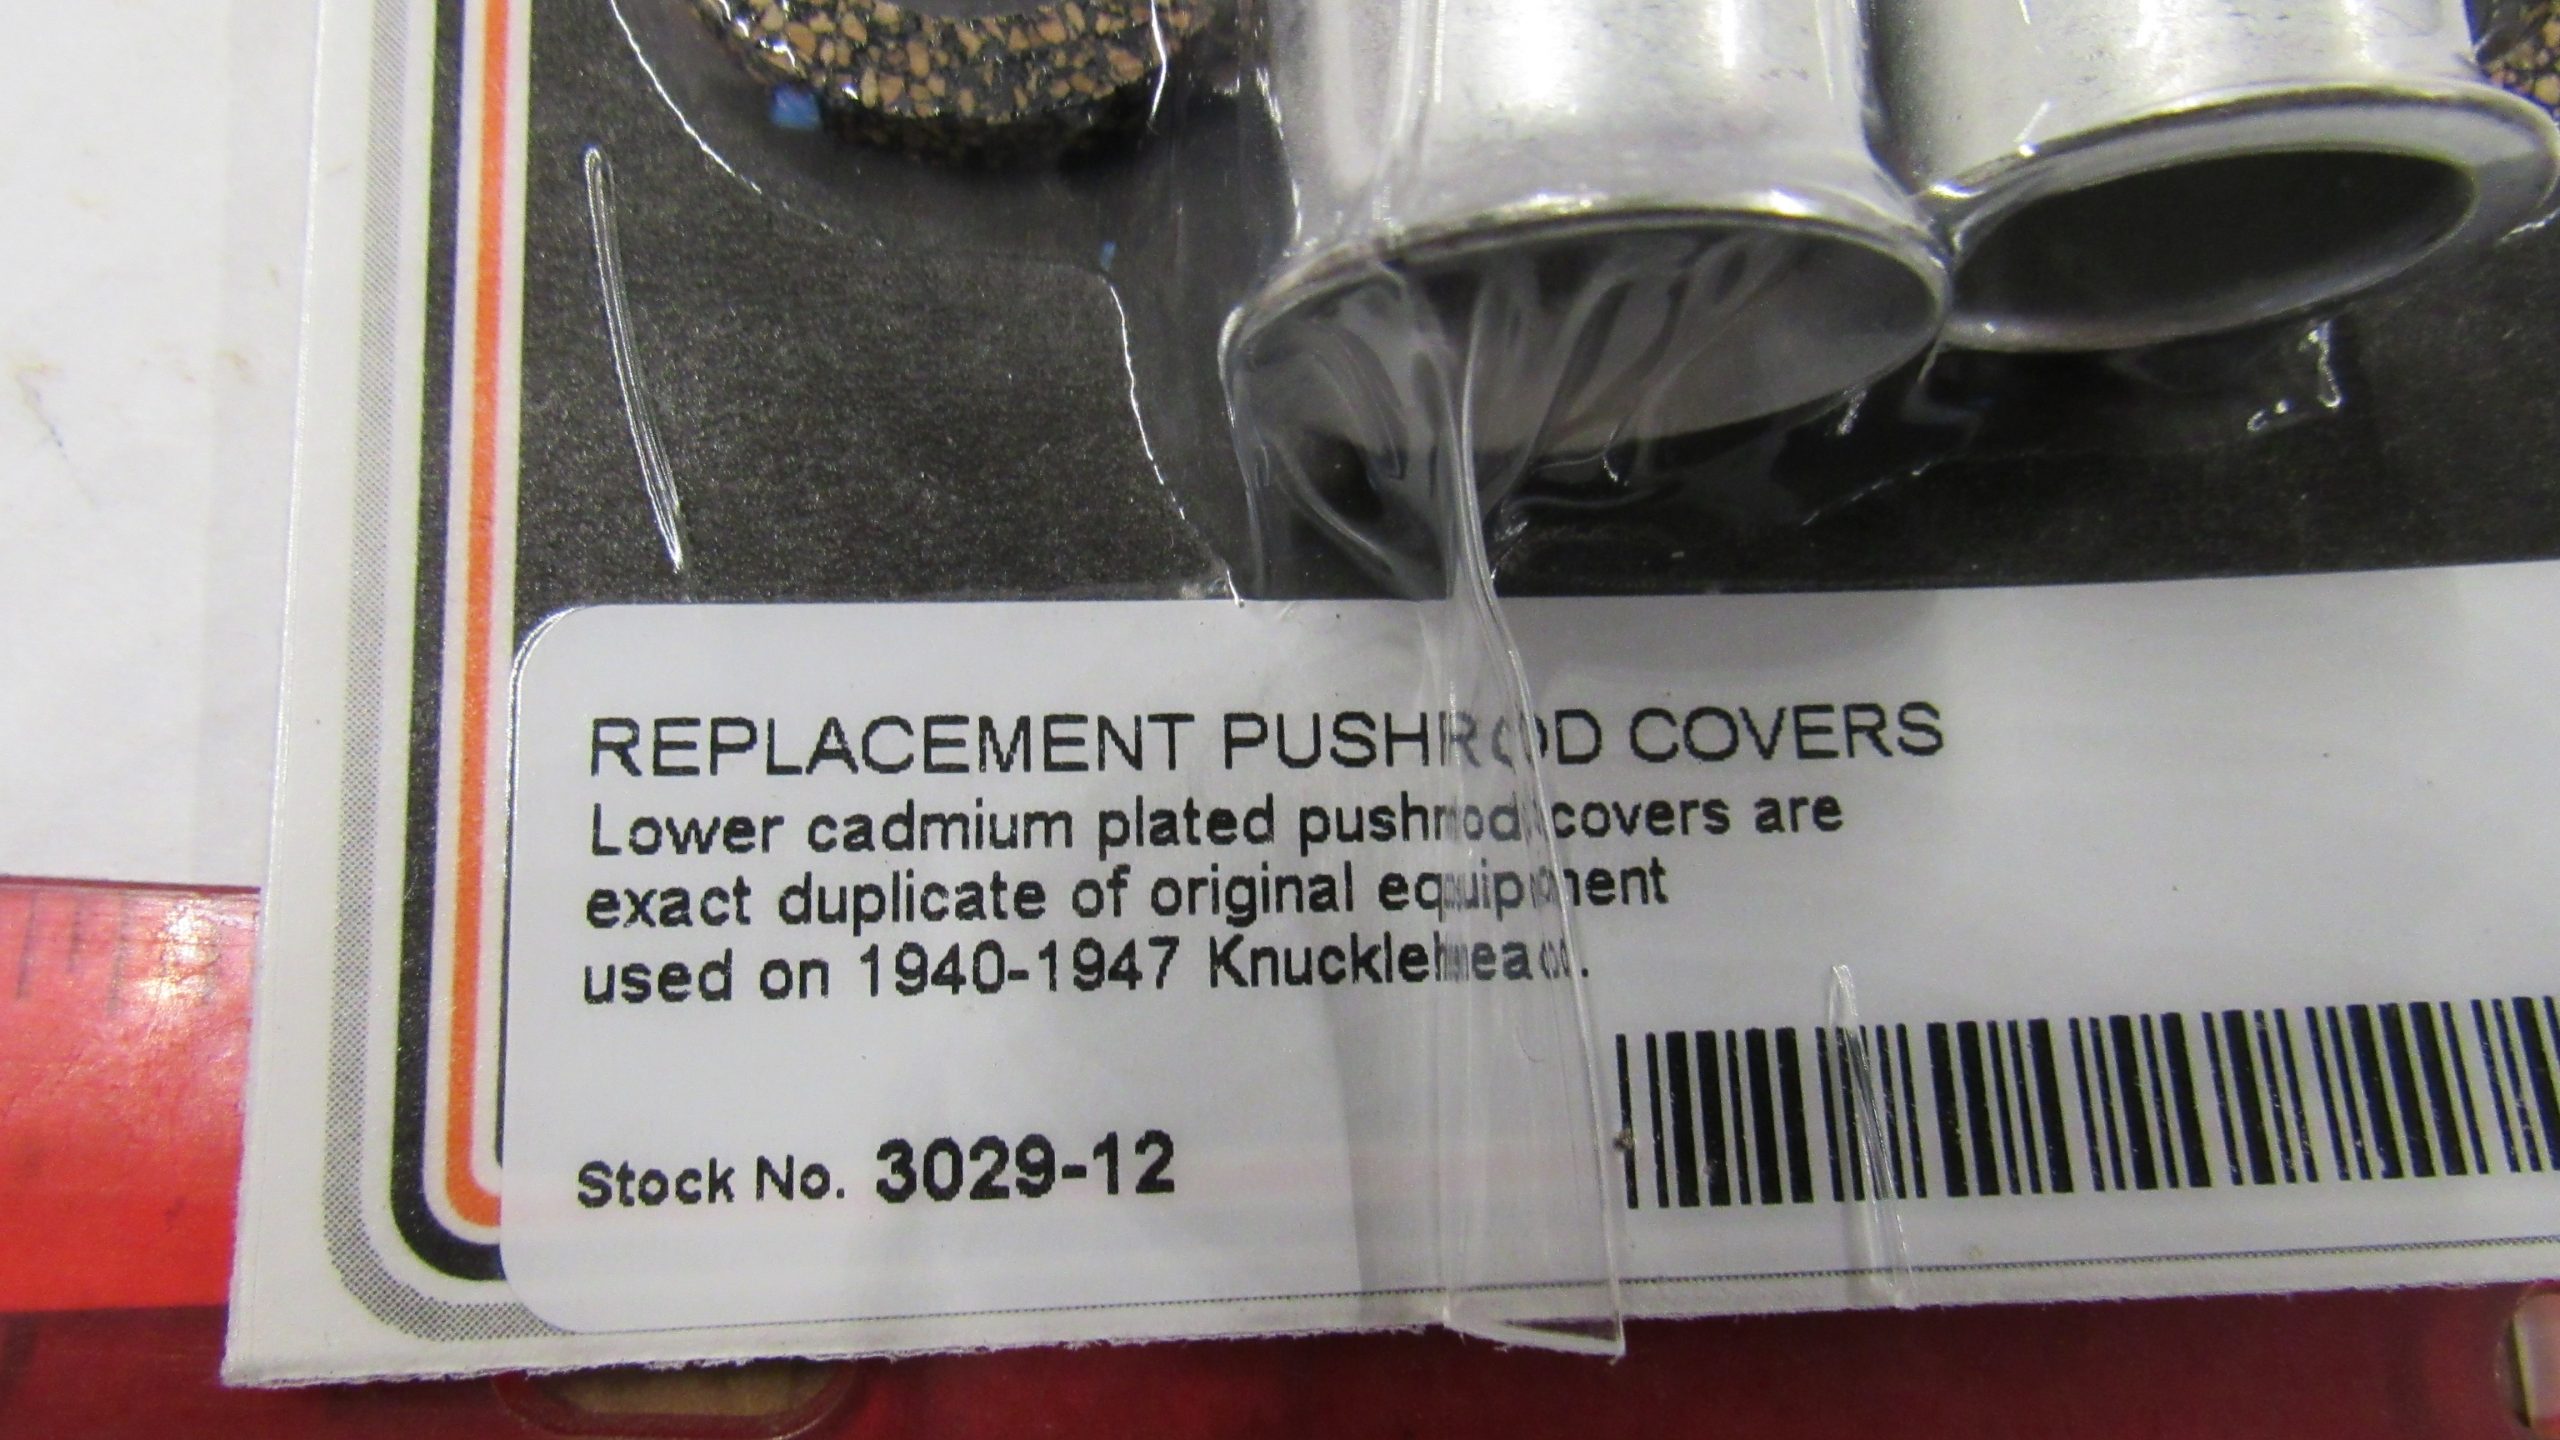 REPLACEMENT PUSHROD COVERS
Lower cadmium plated pushrod covers are
exact duplicate of original equipment
used on 1940-1947 Knucklehead.
Stock No. 3029-12